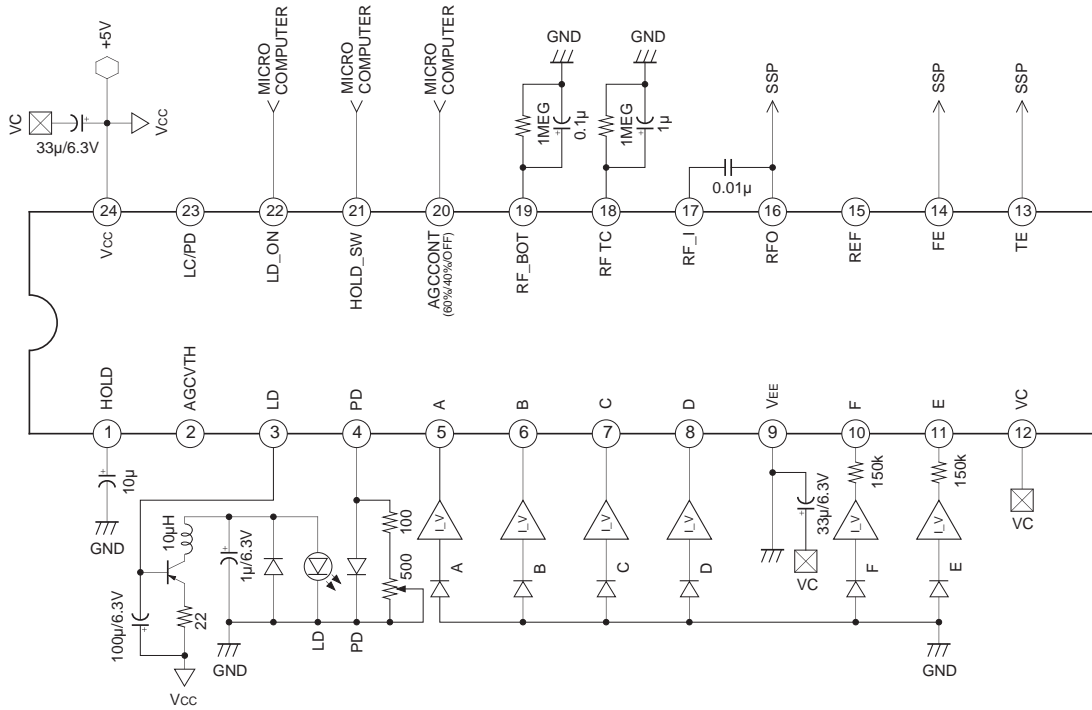 VC
+5V
33µ/6.3V
Vcc
MICRO
COMPUTER
MICRO
COMPUTER
MICRO
COMPUTER
GND
1MEG
0.1µ
GND
1MEG
1µ
0.01µ
SSP
SSP
SSP
24
23
22
21
20
19
18
17
16
15
14
13
Vcc
LC/PD
LD_ON
HOLD_SW
AGCCONT
(60%/40%/OFF)
RF_BOT
RF TC
RF_I
RFO
REF
FE
TE
HOLD
AGCVTH
LD
PD
A
B
C
D
VEE
F
E
VC
1
2
3
4
5
6
7
8
9
10
11
12
10µ
GND
100µ/6.3V
22
Vcc
10µH
1µ/6.3V
GND
LD
PD
100
500
I_V
I_V
I_V
I_V
I_V
I_V
A
B
C
D
F
E
33µ/6.3V
VC
150k
150k
VC
GND